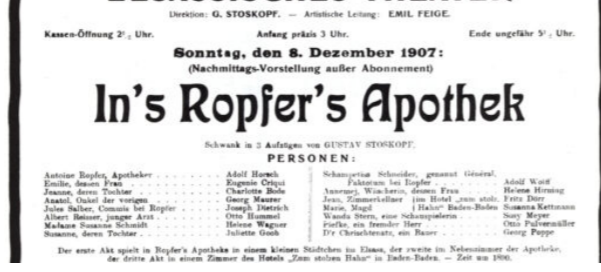 Direktion: G. STOSKOPF. — Artistische Leitung: EMIL FEIGE.
Kassen-Öffnung 2½ Uhr. Anfang präzis 3 Uhr. Ende ungefähr 5½ Uhr.
Sonntag, den 8. Dezember 1907:
(Nachmittags-Vorstellung außer Abonnement)
In's Ropfer's Apothek
Schwank in 3 Aufzügen von GUSTAV STOSKOPF.
PERSONEN:
Antoine Ropfer, Apotheker Adolf Horsch
Emilie, dessen Frau Eugenie Criqui
Jeanne, deren Tochter Charlotte Bode
Anatol, Onkel der vorigen Georg Maurer
Jules Salber, Commis bei Ropfer Joseph Dietrich
Albert Reisser, junger Arzt Otto Hummel
Madame Susanne Schmidt Helene Wagner
Susanne, deren Tochter Juliette Goob
Schampetiss Schneider, genannt Général,
Faktotum bei Ropfer Adolf Wolff
Annemej, Wäscherin, dessen Frau Helene Hirning
Jean, Zimmerkellner im Hotel „zum stolz. Fritz Dörr
Marie, Magd Hahn" Baden-Baden Susanna Kettmann
Wanda Stern, eine Schauspielerin Susy Meyer
Piefke, ein fremder Herr Otto Pulvermüller
D'r Chrischtenatz, ein Bauer Georg Poppe
Der erste Akt spielt in Ropfer's Apotheke in einem kleinen Städtchen im Elsass, der zweite im Nebenzimmer der Apotheke,
der dritte Akt in einem Zimmer des Hotels „Zum stolzen Hahn" in Baden-Baden. — Zeit um 1890.